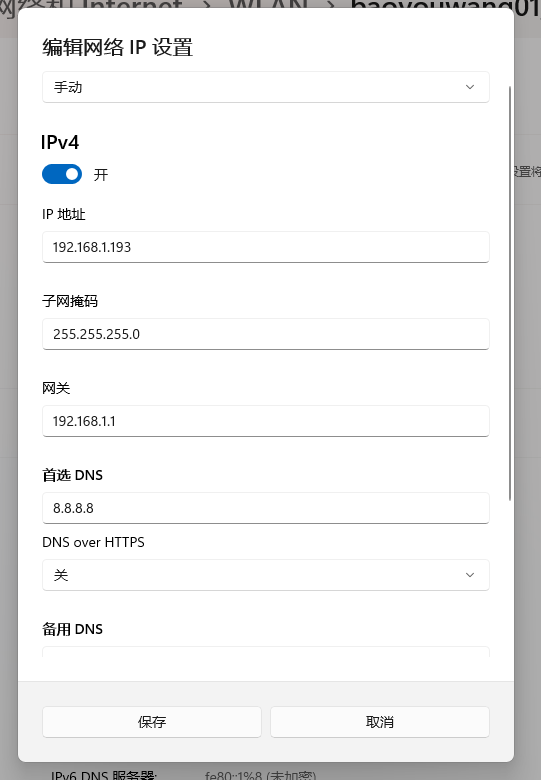 网络和 Internet › WLAN › baoyouwang01
编辑网络 IP 设置
手动
IPv4
开
设置将
IP 地址
192.168.1.193
子网掩码
255.255.255.0
网关
192.168.1.1
首选 DNS
8.8.8.8
DNS over HTTPS
关
备用 DNS
保存
取消
IPv6 DNS 服务器:
fe80::1%8 (未加密)